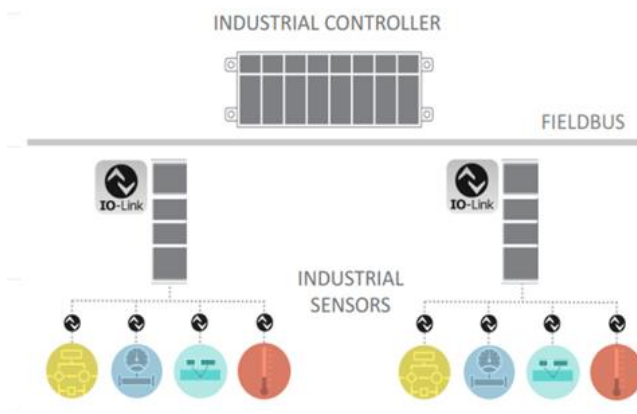 INDUSTRIAL CONTROLLER
FIELDBUS
IO-Link
IO-Link
INDUSTRIAL
SENSORS